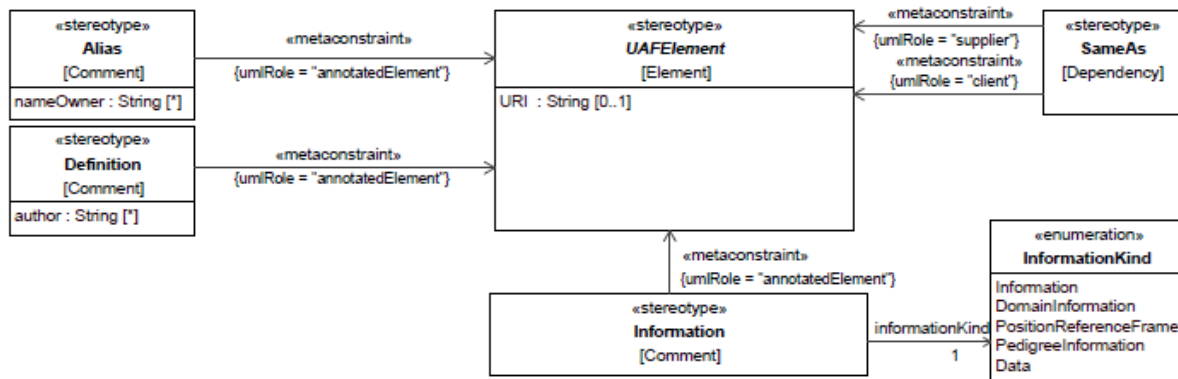 «stereotype»
Alias
[Comment]
nameOwner : String [*]
«metaconstraint»
{umlRole = "annotatedElement"}
«stereotype»
UAFElement
[Element]
URI : String [0..1]
«metaconstraint»
{umlRole = "supplier"}
«metaconstraint»
{umlRole = "client"}
«stereotype»
SameAs
[Dependency]
«stereotype»
Definition
[Comment]
author : String [*]
«metaconstraint»
{umlRole = "annotatedElement"}
«metaconstraint»
{umlRole = "annotatedElement"}
«stereotype»
Information
[Comment]
informationKind
1
«enumeration»
InformationKind
Information
DomainInformation
PositionReferenceFrame
PedigreeInformation
Data